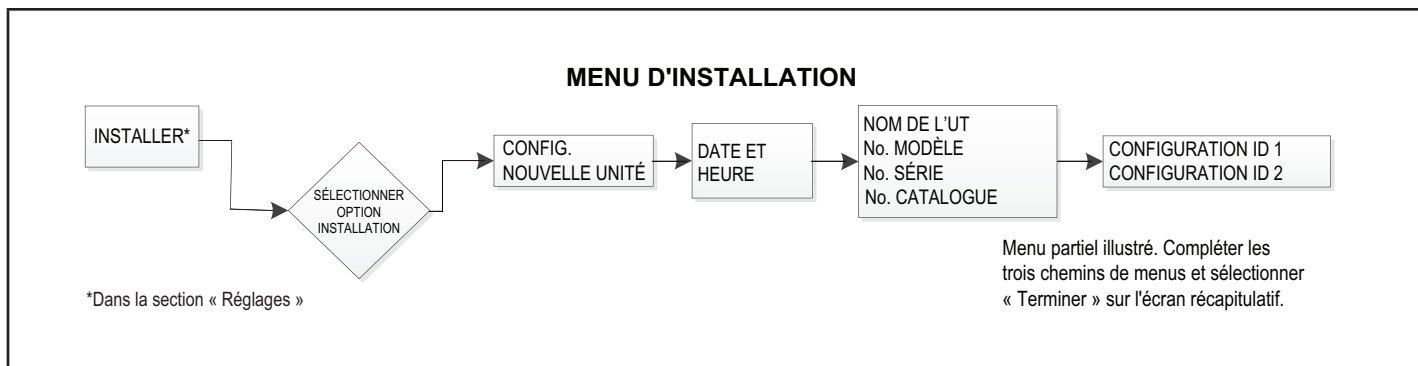 MENU D'INSTALLATION
INSTALLER*
SÉLECTIONNER
OPTION
INSTALLATION
CONFIG.
NOUVELLE UNITÉ
DATE ET
HEURE
NOM DE L'UT
No. MODÈLE
No. SÉRIE
No. CATALOGUE
CONFIGURATION ID 1
CONFIGURATION ID 2
Menu partiel illustré. Compléter les
trois chemins de menus et sélectionner
« Terminer » sur l'écran récapitulatif.
*Dans la section « Réglages »